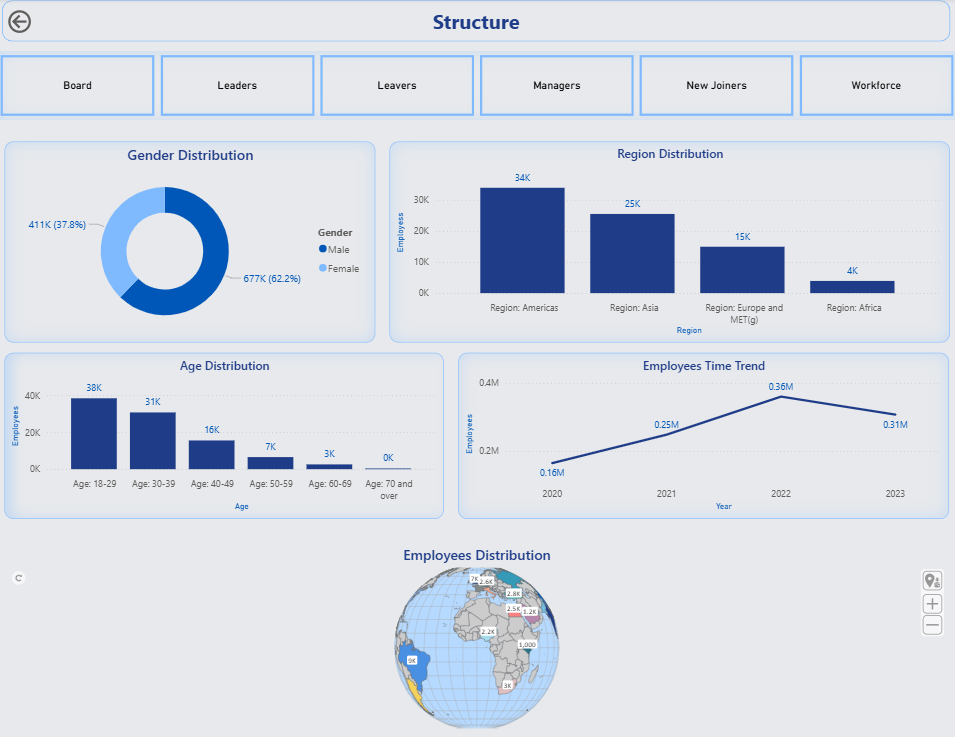 Structure
Board
Leaders
Leavers
Managers
New Joiners
Workforce
Gender Distribution
411K (37.8%)
677K (62.2%)
Gender
Male
Female
Region Distribution
Employess
30K
20K
10K
0K
34K
25K
15K
4K
Region: Americas
Region: Asia
Region: Europe and
MET(g)
Region: Africa
Region
Age Distribution
Employees
40K
20K
0K
38K
31K
16K
7K
3K
0K
Age: 18-29
Age: 30-39
Age: 40-49
Age: 50-59
Age: 60-69
Age: 70 and
over
Age
Employees Time Trend
Employees
0.4M
0.2M
0.16M
0.25M
0.36M
0.31M
2020
2021
2022
2023
Year
Employees Distribution
7K
2.6K
2.8K
2.5K
1.2K
2.2K
1,000
9K
3K